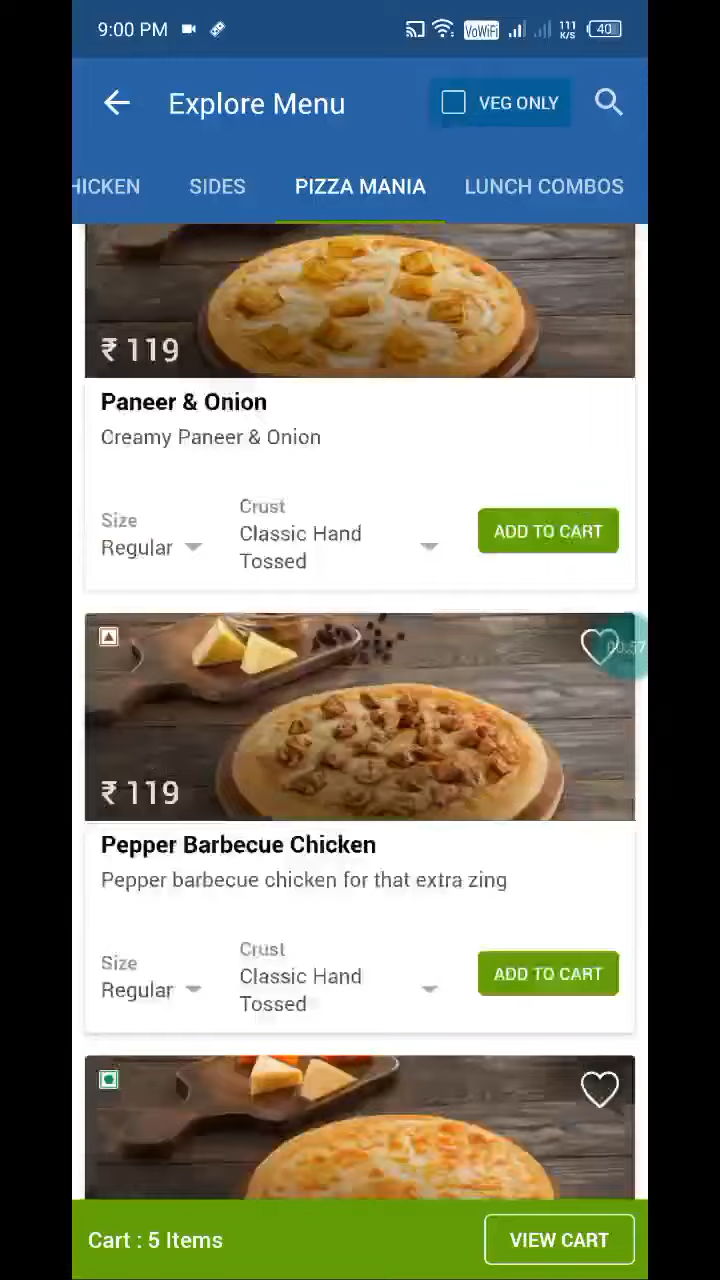 9:00 PM VoWiFi 111 K/S 40
Explore Menu VEG ONLY
HICKEN SIDES PIZZA MANIA LUNCH COMBOS
₹ 119
Paneer & Onion
Creamy Paneer & Onion
Size
Regular
Crust
Classic Hand
Tossed
ADD TO CART
00:57
₹ 119
Pepper Barbecue Chicken
Pepper barbecue chicken for that extra zing
Size
Regular
Crust
Classic Hand
Tossed
ADD TO CART
Cart : 5 Items VIEW CART